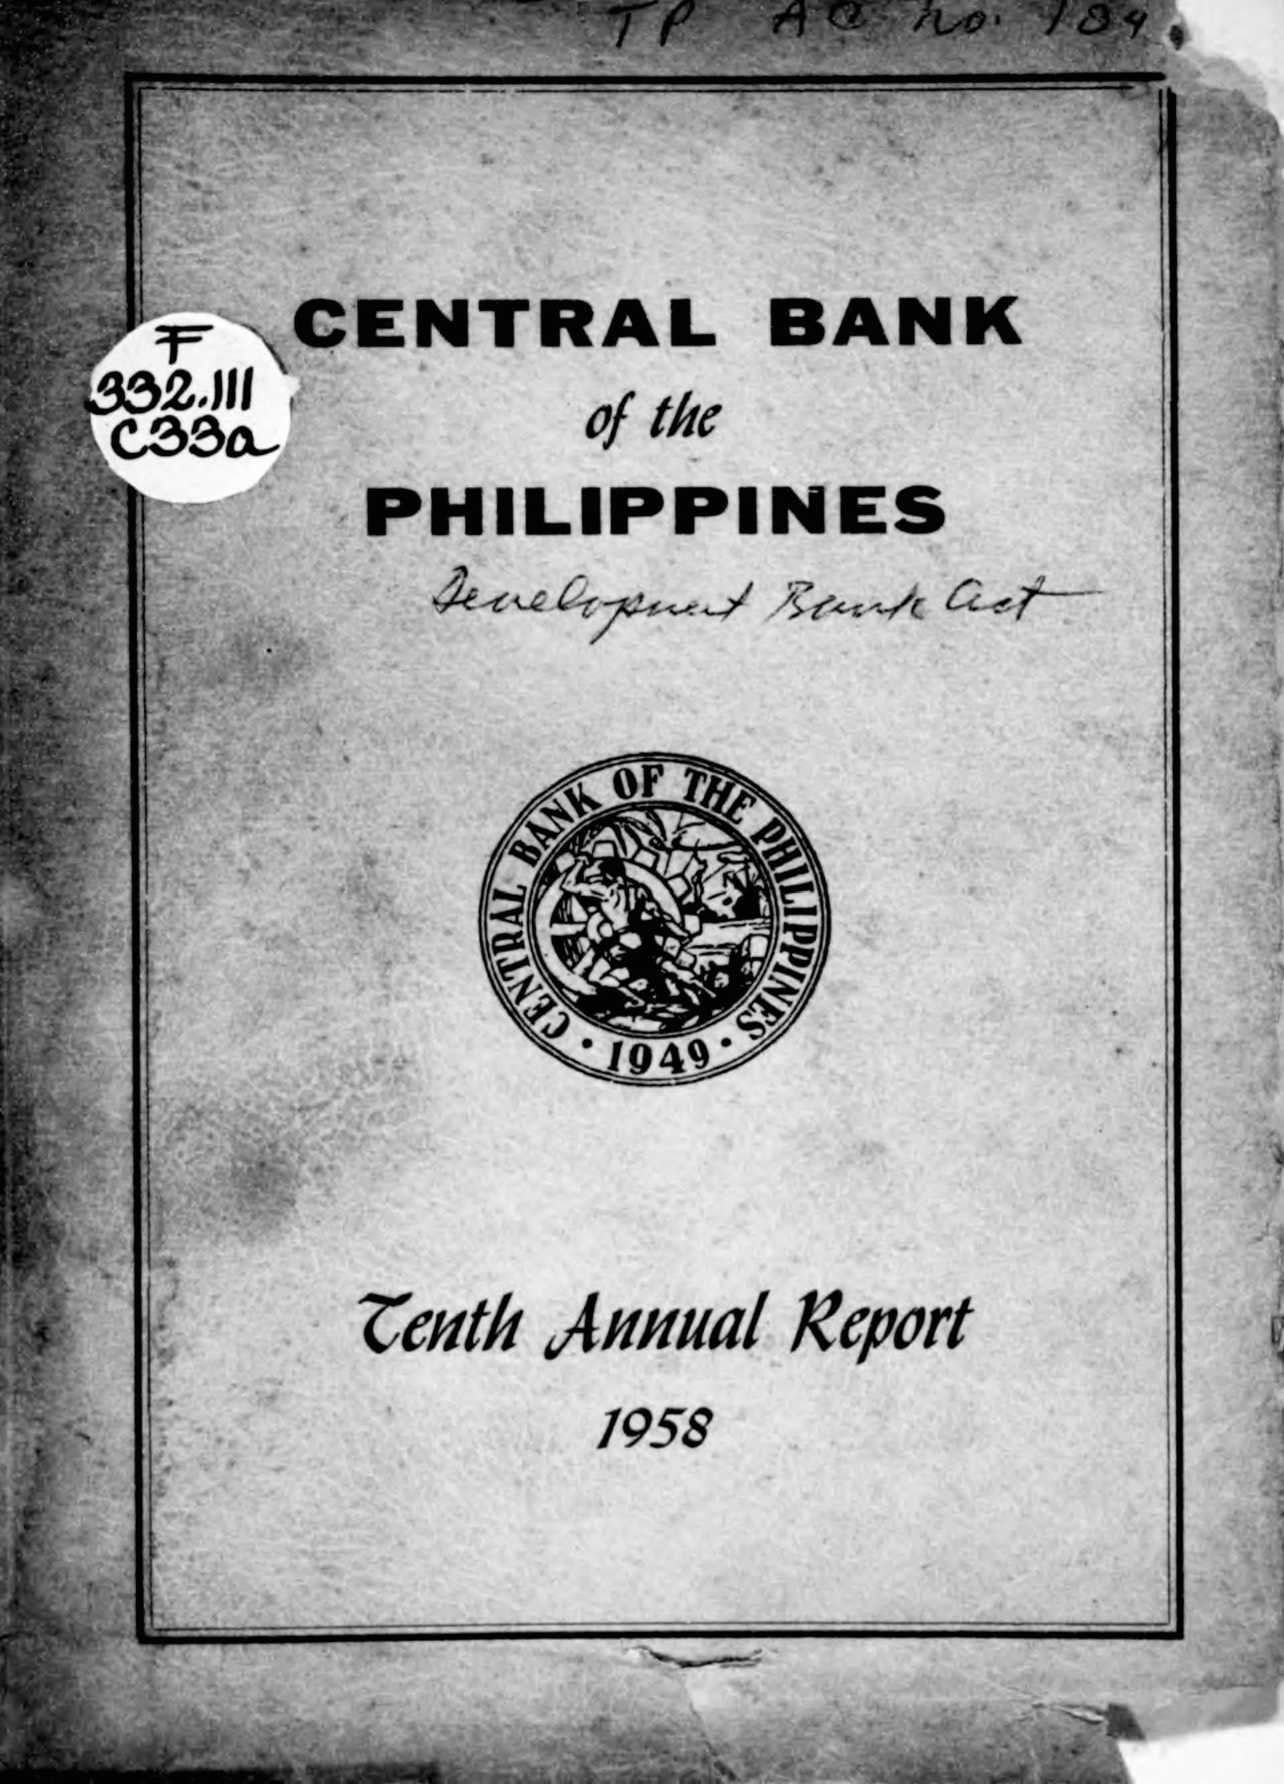 TP AC no. 184
CENTRAL BANK
F
332.111
C33a
of the
PHILIPPINES
Development Bank Act
CENTRAL BANK OF THE PHILIPPINES
• 1949 •
Tenth Annual Report
1958